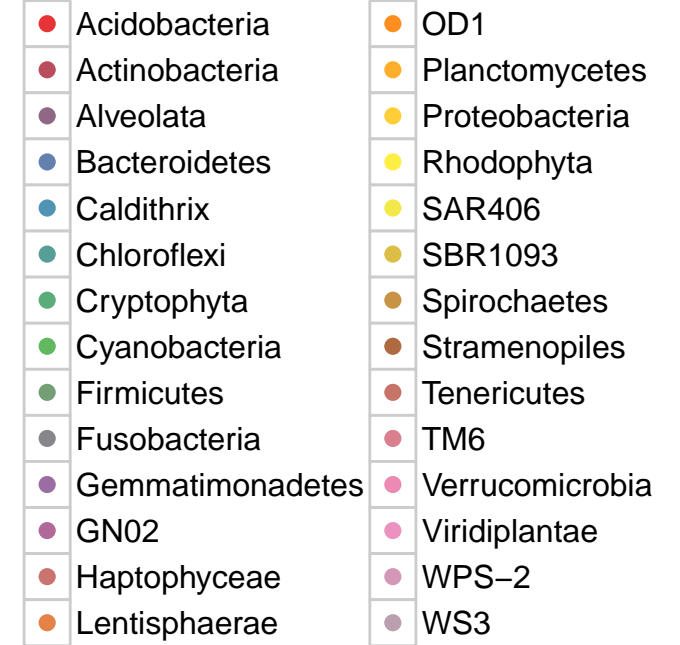 Acidobacteria
Actinobacteria
Alveolata
Bacteroidetes
Caldithrix
Chloroflexi
Cryptophyta
Cyanobacteria
Firmicutes
Fusobacteria
Gemmatimonadetes
GN02
Haptophyceae
Lentisphaerae
OD1
Planctomycetes
Proteobacteria
Rhodophyta
SAR406
SBR1093
Spirochaetes
Stramenopiles
Tenericutes
TM6
Verrucomicrobia
Viridiplantae
WPS−2
WS3